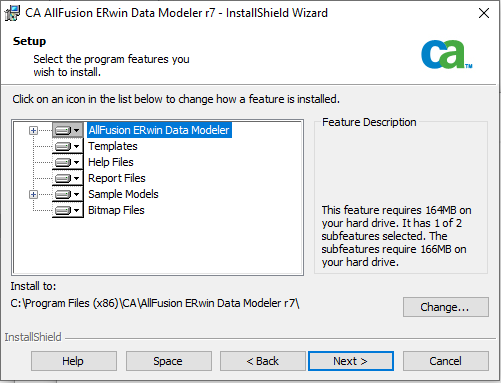 CA AllFusion ERwin Data Modeler r7 - InstallShield Wizard
Setup
Select the program features you
wish to install.
ca™
Click on an icon in the list below to change how a feature is installed.
AllFusion ERwin Data Modeler
Templates
Help Files
Report Files
Sample Models
Bitmap Files
Feature Description
This feature requires 164MB on
your hard drive. It has 1 of 2
subfeatures selected. The
subfeatures require 166MB on
your hard drive.
Install to:
C:\Program Files (x86)\CA\AllFusion ERwin Data Modeler r7\
Change...
InstallShield
Help
Space
< Back
Next >
Cancel